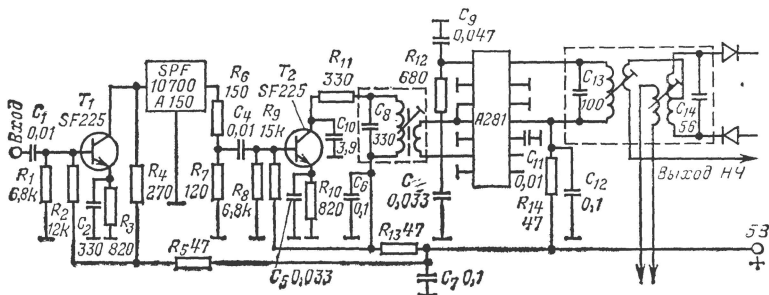 C₉
0,047
R₁₂
680
R₁₁
330
T₂
SF225
SPF
10700
A 150
R₆
150
T₁
SF225
C₁
0,01
Вход
C₄
0,01
R₉
15k
C₈
330
A281
C₁₃
100
C₁₄
56
C₁₀
3,9
R₁
6,8k
R₂
12k
C₂
330
R₃
820
R₄
270
R₇
120
R₈
6,8k
R₁₀
820
C₆
0,1
0,033
C₁₁
0,01
R₁₄
47
C₁₂
0,1
Выход НЧ
R₅ 47
C₅ 0,033
R₁₃ 47
C₇ 0,1
5В
+